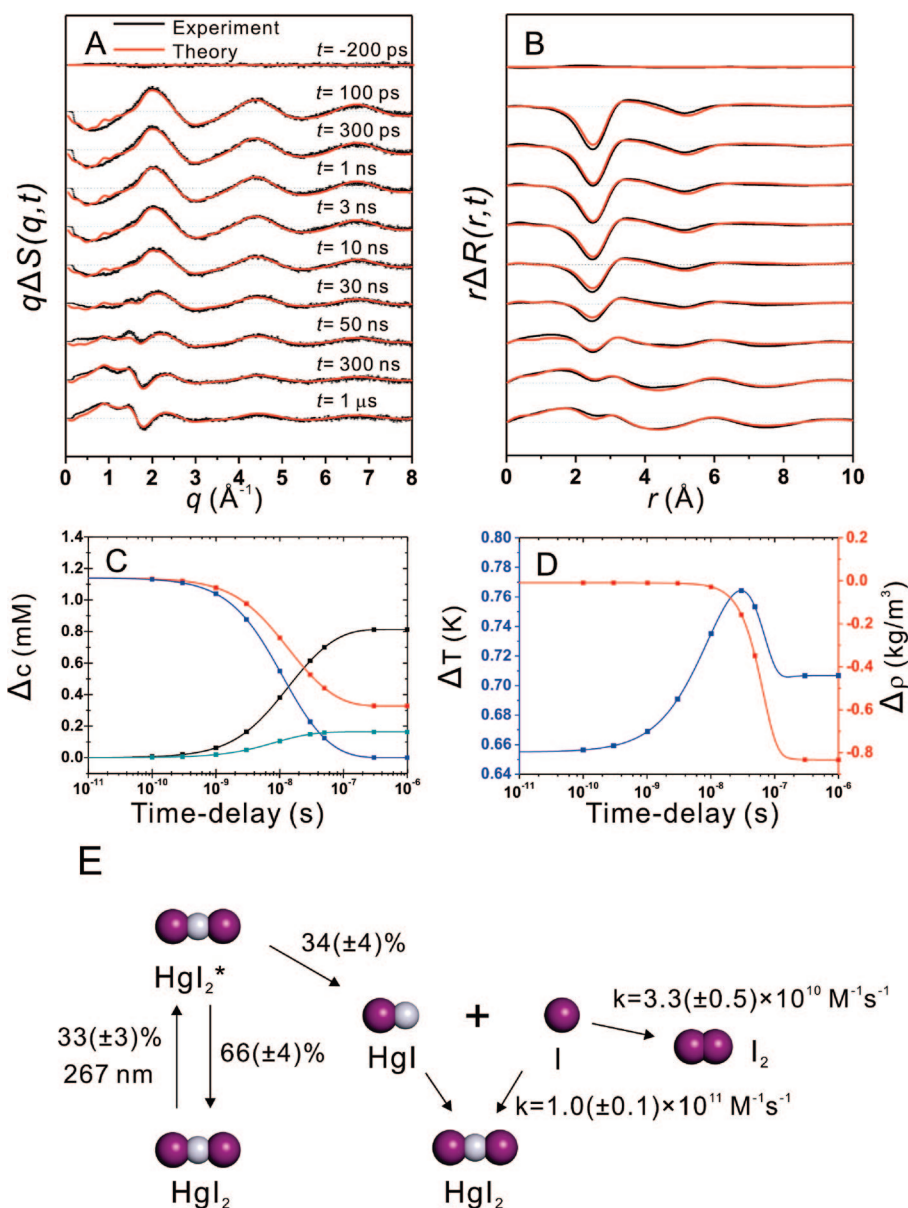 A
Experiment
Theory
t= -200 ps
t= 100 ps
t= 300 ps
t= 1 ns
t= 3 ns
t= 10 ns
t= 30 ns
t= 50 ns
t= 300 ns
t= 1 μs
qΔS(q,t)
0 1 2 3 4 5 6 7 8
q (Å⁻¹)
B
rΔR(r,t)
0 2 4 6 8 10
r (Å)
C
1.4
1.2
1.0
0.8
0.6
0.4
0.2
0.0
Δc (mM)
10⁻¹¹ 10⁻¹⁰ 10⁻⁹ 10⁻⁸ 10⁻⁷ 10⁻⁶
Time-delay (s)
D
0.80
0.78
0.76
0.74
0.72
0.70
0.68
0.66
0.64
ΔT (K)
0.2
0.0
-0.2
-0.4
-0.6
-0.8
Δρ (kg/m³)
10⁻¹¹ 10⁻¹⁰ 10⁻⁹ 10⁻⁸ 10⁻⁷ 10⁻⁶
Time-delay (s)
E
HgI₂*
34(±4)%
33(±3)%
267 nm
66(±4)%
HgI₂
HgI
+
I
k=3.3(±0.5)×10¹⁰ M⁻¹s⁻¹
I₂
k=1.0(±0.1)×10¹¹ M⁻¹s⁻¹
HgI₂